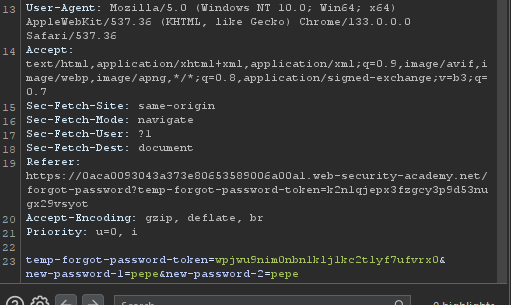 13 User-Agent: Mozilla/5.0 (Windows NT 10.0; Win64; x64)
AppleWebKit/537.36 (KHTML, like Gecko) Chrome/133.0.0.0
Safari/537.36
14 Accept:
text/html,application/xhtml+xml,application/xml;q=0.9,image/avif,i
mage/webp,image/apng,*/*;q=0.8,application/signed-exchange;v=b3;q=
0.7
15 Sec-Fetch-Site: same-origin
16 Sec-Fetch-Mode: navigate
17 Sec-Fetch-User: ?1
18 Sec-Fetch-Dest: document
19 Referer:
https://0aca0093043a373e80653589006a00a1.web-security-academy.net/
forgot-password?temp-forgot-password-token=k2nlqjepx3fzgcy3p9d53nu
gx29vsyot
20 Accept-Encoding: gzip, deflate, br
21 Priority: u=0, i
22
23 temp-forgot-password-token=wpjwu9nim0nbnlkljlkc2tlyf7ufvrx0&
new-password-1=pepe&new-password-2=pepe
Search
0 highlights